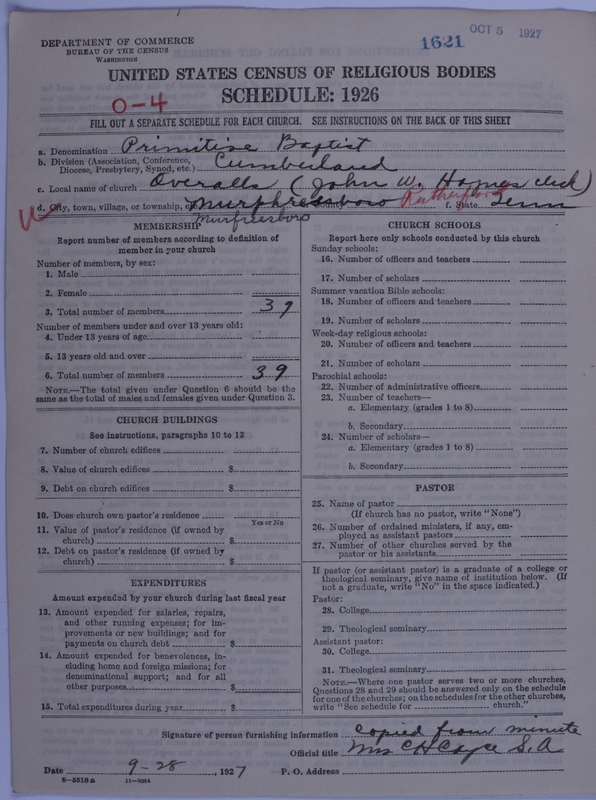 DEPARTMENT OF COMMERCE
BUREAU OF THE CENSUS
WASHINGTON
1621
OCT 5 1927
UNITED STATES CENSUS OF RELIGIOUS BODIES
SCHEDULE: 1926
0-4
FILL OUT A SEPARATE SCHEDULE FOR EACH CHURCH. SEE INSTRUCTIONS ON THE BACK OF THIS SHEET
a. Denomination Primitive Baptist
b. Division (Association, Conference, Diocese, Presbytery, Synod, etc.) Cumberland
c. Local name of church Overalls (John W. Haynes clerk)
d. City, town, village, or township, Murphresboro Rutherford f. State Tenn
Murfreesboro
MEMBERSHIP
Report number of members according to definition of
member in your church
Number of members, by sex:
1. Male
2. Female
3. Total number of members 39
Number of members under and over 13 years old:
4. Under 13 years of age
5. 13 years old and over
6. Total number of members 39
NOTE.—The total given under Question 6 should be the
same as the total of males and females given under Question 3.
CHURCH BUILDINGS
See instructions, paragraphs 10 to 12
7. Number of church edifices
8. Value of church edifices $
9. Debt on church edifices $
10. Does church own pastor's residence
Yes or No
11. Value of pastor's residence (if owned by
church) $
12. Debt on pastor's residence (if owned by
church) $
EXPENDITURES
Amount expended by your church during last fiscal year
13. Amount expended for salaries, repairs,
and other running expenses; for im-
provements or new buildings; and for
payments on church debt $
14. Amount expended for benevolences, in-
cluding home and foreign missions; for
denominational support; and for all
other purposes $
15. Total expenditures during year $
CHURCH SCHOOLS
Report here only schools conducted by this church
Sunday schools:
16. Number of officers and teachers
17. Number of scholars
Summer vacation Bible schools:
18. Number of officers and teachers
19. Number of scholars
Week-day religious schools:
20. Number of officers and teachers
21. Number of scholars
Parochial schools:
22. Number of administrative officers
23. Number of teachers—
a. Elementary (grades 1 to 8)
b. Secondary
24. Number of scholars—
a. Elementary (grades 1 to 8)
b. Secondary
PASTOR
25. Name of pastor
(If church has no pastor, write "None")
26. Number of ordained ministers, if any, em-
ployed as assistant pastors
27. Number of other churches served by the
pastor or his assistants
If pastor (or assistant pastor) is a graduate of a college or
theological seminary, give name of institution below. (If
not a graduate, write "No" in the space indicated.)
Pastor:
28. College
29. Theological seminary
Assistant pastor:
30. College
31. Theological seminary
NOTE.—Where one pastor serves two or more churches,
Questions 28 and 29 should be answered only on the schedule
for one of the churches; on the schedules for the other churches,
write "See schedule for church."
Signature of person furnishing information copied from minute
Official title Mrs C H Cayce S.A
Date 9-28, 1927 P. O. Address
8-5518a 11-9084